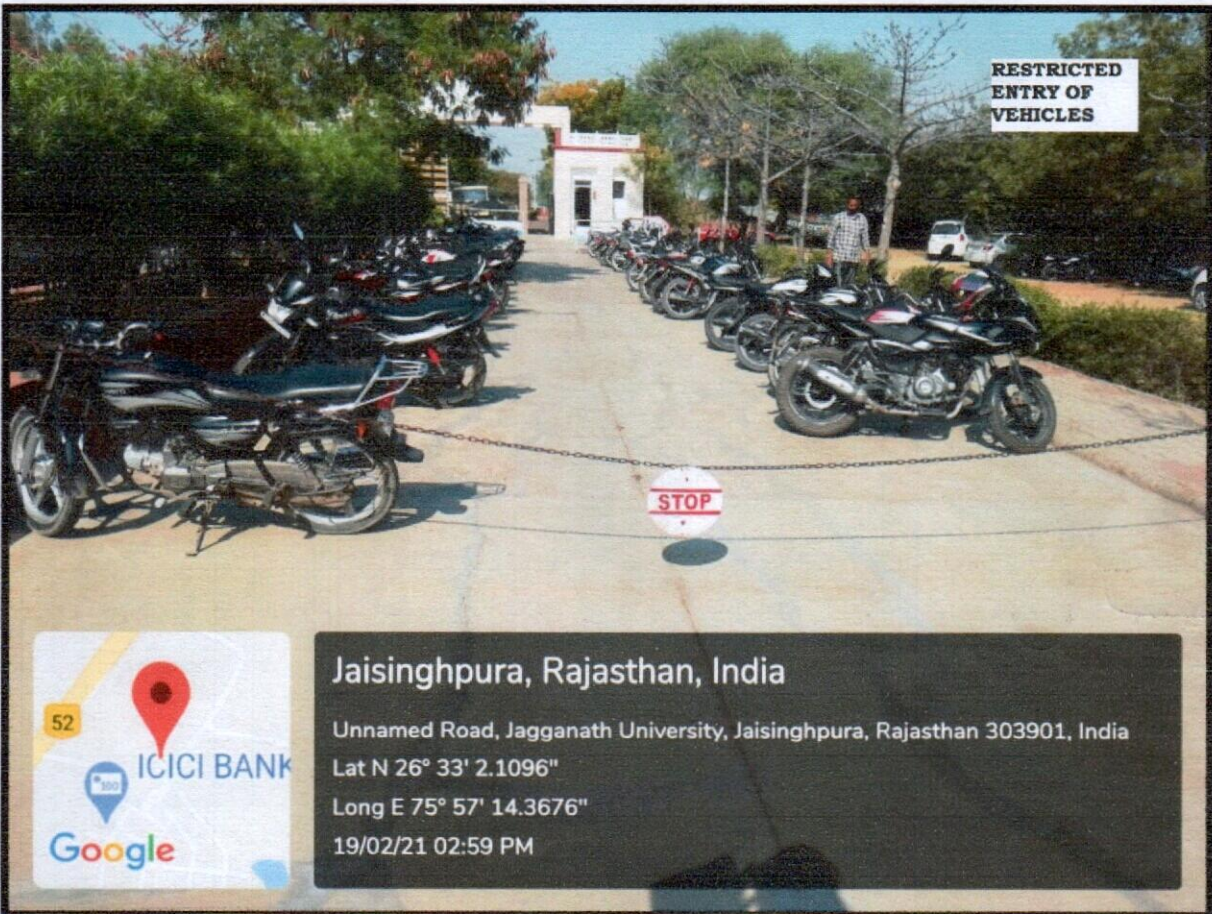 RESTRICTED
ENTRY OF
VEHICLES
STOP
52
ICICI BANK
Google
Jaisinghpura, Rajasthan, India
Unnamed Road, Jagganath University, Jaisinghpura, Rajasthan 303901, India
Lat N 26° 33' 2.1096"
Long E 75° 57' 14.3676"
19/02/21 02:59 PM